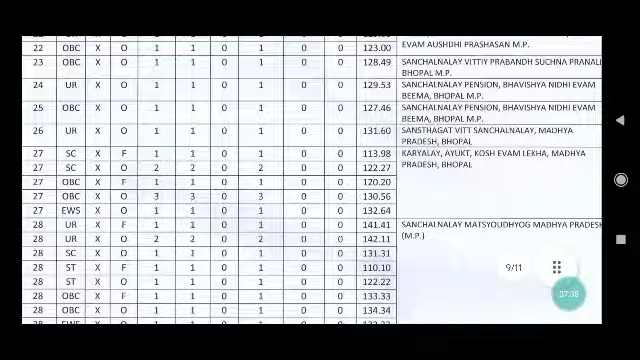 22 OBC X O 1 1 0 1 0 0 123.00 EVAM AUSHDHI PRASHASAN M.P.
23 OBC X O 1 1 0 1 0 0 128.49 SANCHALNALAY VITTIY PRABANDH SUCHNA PRANALI
BHOPAL M.P.
24 UR X O 1 1 0 1 0 0 129.53 SANCHALNALAY PENSION, BHAVISHYA NIDHI EVAM
BEEMA, BHOPAL M.P.
25 OBC X O 1 1 0 1 0 0 127.46 SANCHALNALAY PENSION, BHAVISHYA NIDHI EVAM
BEEMA, BHOPAL M.P.
26 UR X O 1 1 0 1 0 0 131.60 SANSTHAGAT VITT SANCHALNALAY, MADHYA
PRADESH, BHOPAL
27 SC X F 1 1 0 1 0 0 113.98 KARYALAY, AYUKT, KOSH EVAM LEKHA, MADHYA
PRADESH, BHOPAL
27 SC X O 2 2 0 2 0 0 122.27
27 OBC X F 1 1 0 1 0 0 120.20
27 OBC X O 3 3 0 3 0 0 130.56
27 EWS X O 1 1 0 1 0 0 132.64
28 UR X F 1 1 0 1 0 0 141.41 SANCHALNALAY MATSYOUDHYOG MADHYA PRADESH
(M.P.)
28 UR X O 2 2 0 2 0 0 142.11
28 SC X O 1 1 0 1 0 0 131.31
28 ST X F 1 1 0 1 0 0 110.10
28 ST X O 1 1 0 1 0 0 122.22
28 OBC X F 1 1 0 1 0 0 133.33
28 OBC X O 1 1 0 1 0 0 134.34
28 EWS X O 1 1 0 1 0 0
9/11
07:38